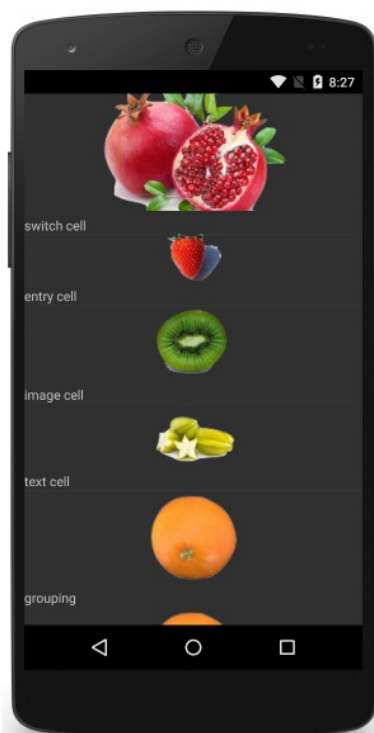 8:27
switch cell
entry cell
image cell
text cell
grouping